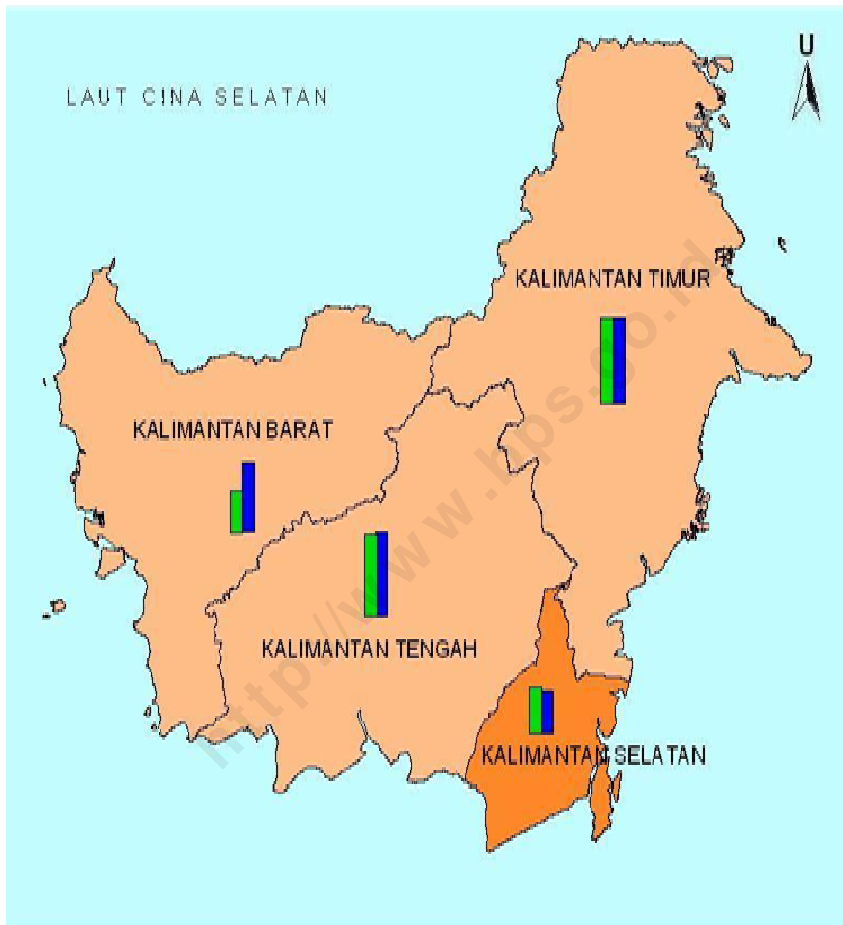 U
LAUT CINA SELATAN
KALIMANTAN TIMUR
KALIMANTAN BARAT
KALIMANTAN TENGAH
KALIMANTAN SELATAN
http://www.bps.go.id